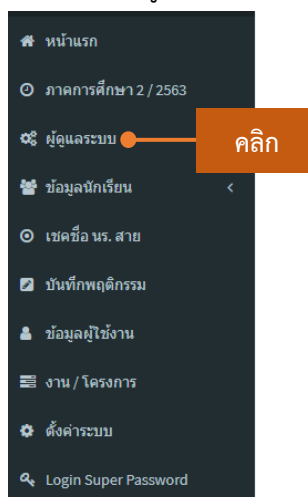 หน้าแรก
ภาคการศึกษา 2 / 2563
ผู้ดูแลระบบ
คลิก
ข้อมูลนักเรียน
เชคชื่อ นร. สาย
บันทึกพฤติกรรม
ข้อมูลผู้ใช้งาน
งาน / โครงการ
ตั้งค่าระบบ
Login Super Password